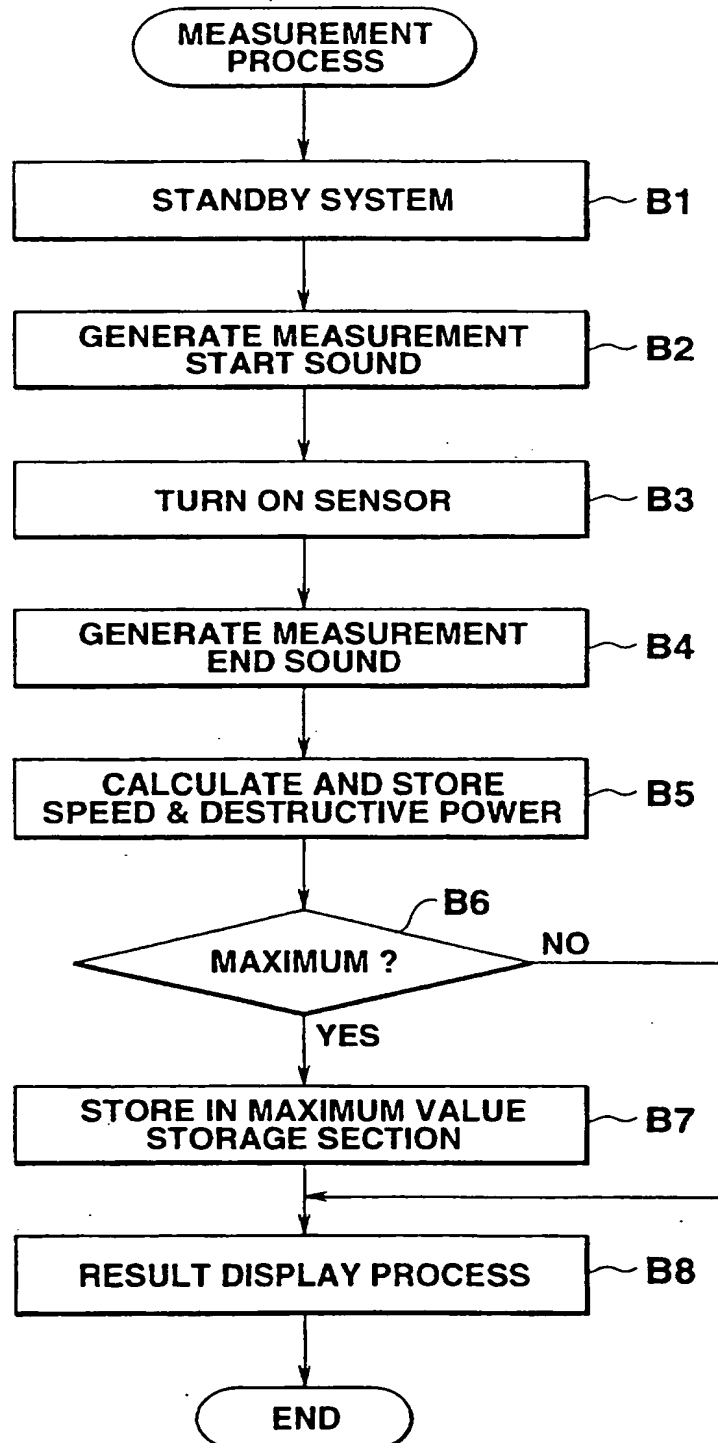 MEASUREMENT
PROCESS
STANDBY SYSTEM
B1
GENERATE MEASUREMENT
START SOUND
B2
TURN ON SENSOR
B3
GENERATE MEASUREMENT
END SOUND
B4
CALCULATE AND STORE
SPEED & DESTRUCTIVE POWER
B5
B6
MAXIMUM ?
NO
YES
STORE IN MAXIMUM VALUE
STORAGE SECTION
B7
RESULT DISPLAY PROCESS
B8
END